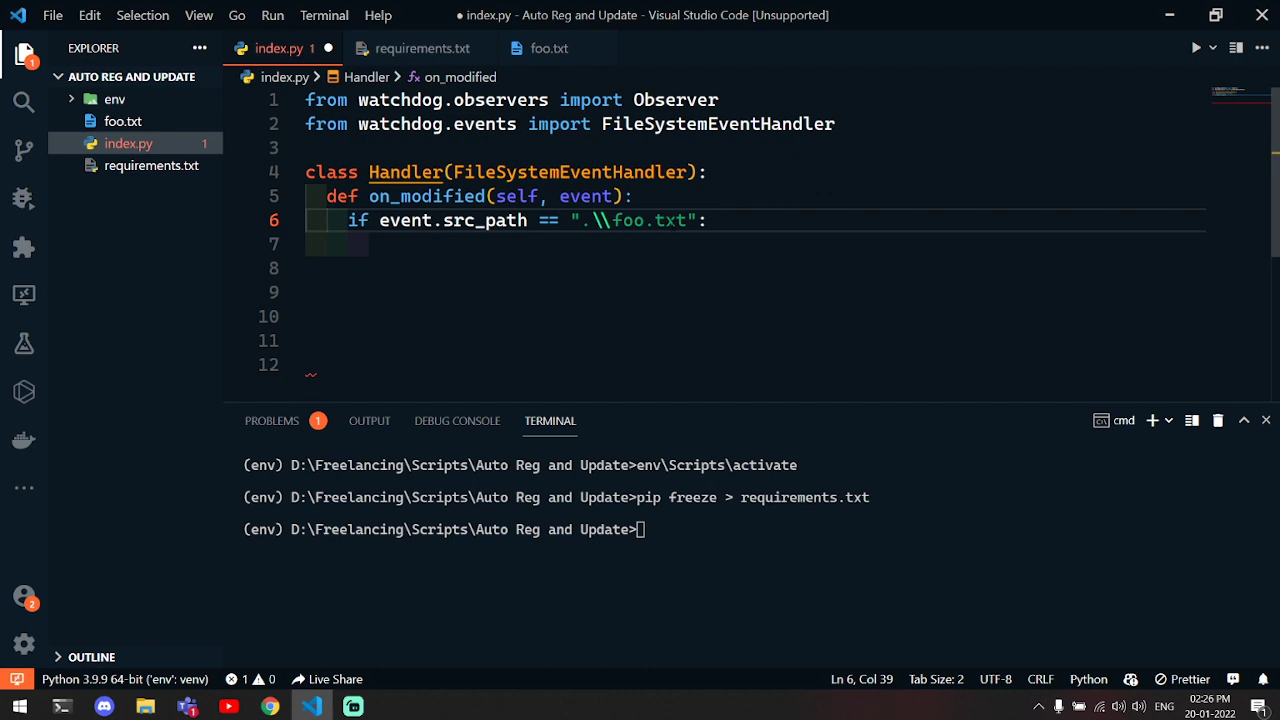 File Edit Selection View Go Run Terminal Help
● index.py - Auto Reg and Update - Visual Studio Code [Unsupported]
EXPLORER
index.py 1
requirements.txt
foo.txt
AUTO REG AND UPDATE
env
foo.txt
index.py 1
requirements.txt
index.py > Handler > on_modified
1 from watchdog.observers import Observer
2 from watchdog.events import FileSystemEventHandler
3
4 class Handler(FileSystemEventHandler):
5 def on_modified(self, event):
6 if event.src_path == ".\\foo.txt":
7
8
9
10
11
12
PROBLEMS 1 OUTPUT DEBUG CONSOLE TERMINAL
cmd
(env) D:\Freelancing\Scripts\Auto Reg and Update>env\Scripts\activate
(env) D:\Freelancing\Scripts\Auto Reg and Update>pip freeze > requirements.txt
(env) D:\Freelancing\Scripts\Auto Reg and Update>
1
2
OUTLINE
Python 3.9.9 64-bit ('env': venv) 1 0 Live Share
Ln 6, Col 39 Tab Size: 2 UTF-8 CRLF Python Prettier
1
ENG
02:26 PM
20-01-2022
1